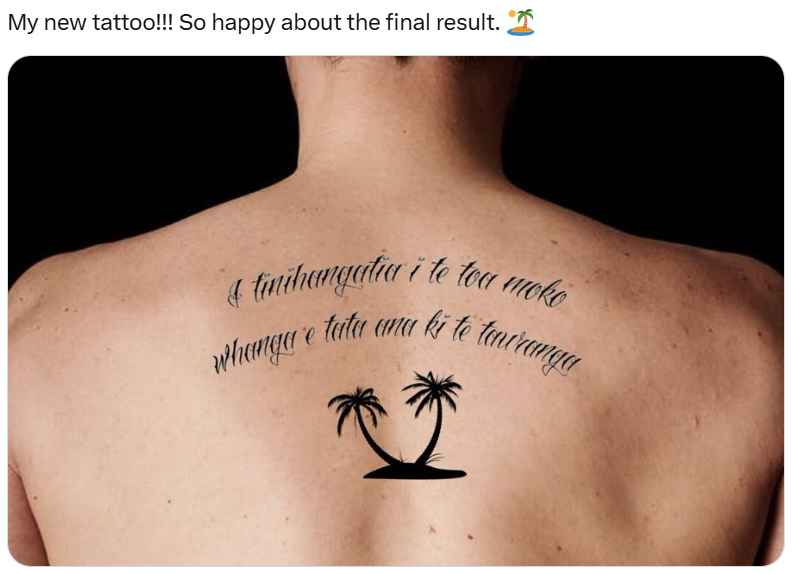 My new tattoo!!! So happy about the final result. 🏝️
I tinihangatia i te toa moko
whanga e tata ana ki te tauranga